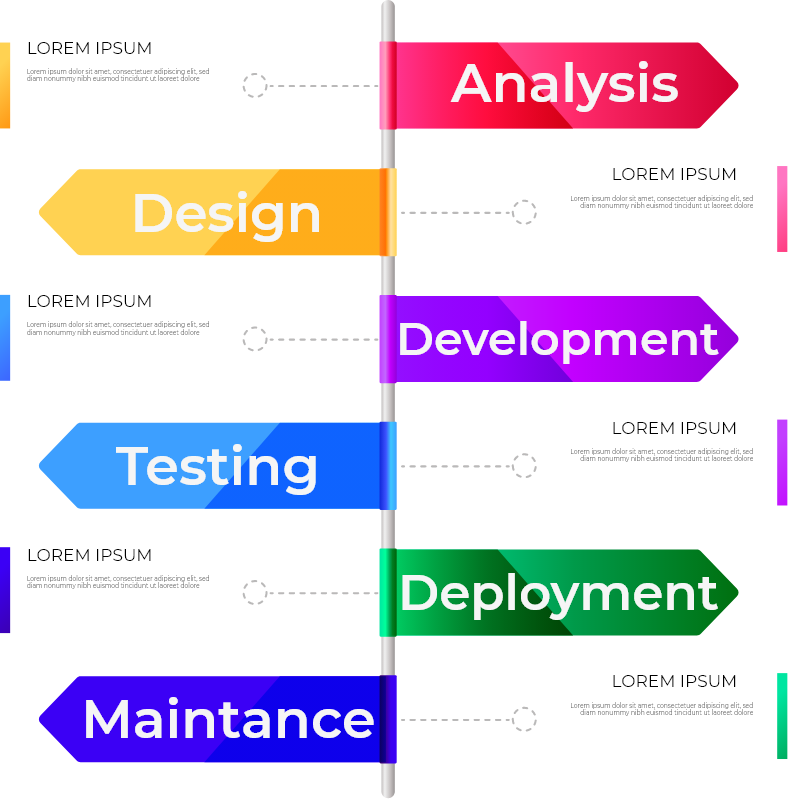 LOREM IPSUM
Lorem ipsum dolor sit amet, consectetuer adipiscing elit, sed
diam nonummy nibh euismod tincidunt ut laoreet dolore
Analysis
Design
LOREM IPSUM
Lorem ipsum dolor sit amet, consectetuer adipiscing elit, sed
diam nonummy nibh euismod tincidunt ut laoreet dolore
LOREM IPSUM
Lorem ipsum dolor sit amet, consectetuer adipiscing elit, sed
diam nonummy nibh euismod tincidunt ut laoreet dolore
Development
Testing
LOREM IPSUM
Lorem ipsum dolor sit amet, consectetuer adipiscing elit, sed
diam nonummy nibh euismod tincidunt ut laoreet dolore
LOREM IPSUM
Lorem ipsum dolor sit amet, consectetuer adipiscing elit, sed
diam nonummy nibh euismod tincidunt ut laoreet dolore
Deployment
Maintance
LOREM IPSUM
Lorem ipsum dolor sit amet, consectetuer adipiscing elit, sed
diam nonummy nibh euismod tincidunt ut laoreet dolore